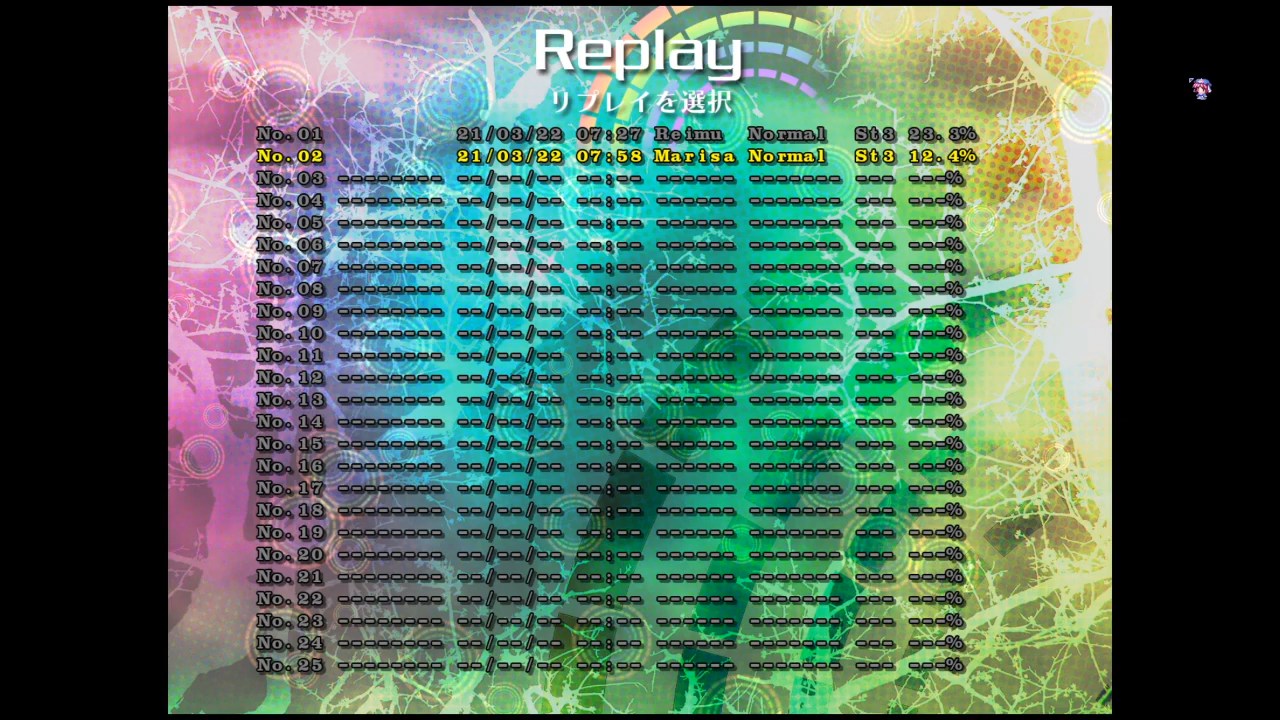 Replay
リプレイを選択
No.01 21/03/22 07:27 Reimu Normal St3 23.3%
No.02 21/03/22 07:58 Marisa Normal St3 12.4%
No.03 -------- --/--/-- --:-- ------ ------- --- ---%
No.04 -------- --/--/-- --:-- ------ ------- --- ---%
No.05 -------- --/--/-- --:-- ------ ------- --- ---%
No.06 -------- --/--/-- --:-- ------ ------- --- ---%
No.07 -------- --/--/-- --:-- ------ ------- --- ---%
No.08 -------- --/--/-- --:-- ------ ------- --- ---%
No.09 -------- --/--/-- --:-- ------ ------- --- ---%
No.10 -------- --/--/-- --:-- ------ ------- --- ---%
No.11 -------- --/--/-- --:-- ------ ------- --- ---%
No.12 -------- --/--/-- --:-- ------ ------- --- ---%
No.13 -------- --/--/-- --:-- ------ ------- --- ---%
No.14 -------- --/--/-- --:-- ------ ------- --- ---%
No.15 -------- --/--/-- --:-- ------ ------- --- ---%
No.16 -------- --/--/-- --:-- ------ ------- --- ---%
No.17 -------- --/--/-- --:-- ------ ------- --- ---%
No.18 -------- --/--/-- --:-- ------ ------- --- ---%
No.19 -------- --/--/-- --:-- ------ ------- --- ---%
No.20 -------- --/--/-- --:-- ------ ------- --- ---%
No.21 -------- --/--/-- --:-- ------ ------- --- ---%
No.22 -------- --/--/-- --:-- ------ ------- --- ---%
No.23 -------- --/--/-- --:-- ------ ------- --- ---%
No.24 -------- --/--/-- --:-- ------ ------- --- ---%
No.25 -------- --/--/-- --:-- ------ ------- --- ---%